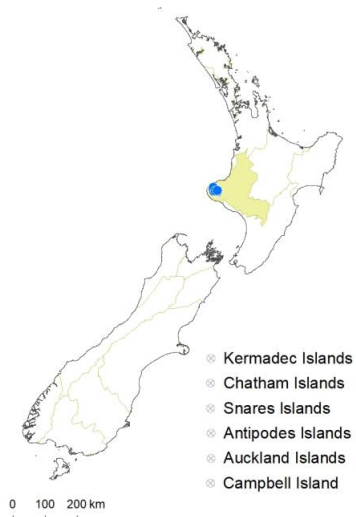 Kermadec Islands
Chatham Islands
Snares Islands
Antipodes Islands
Auckland Islands
Campbell Island
0 100 200 km